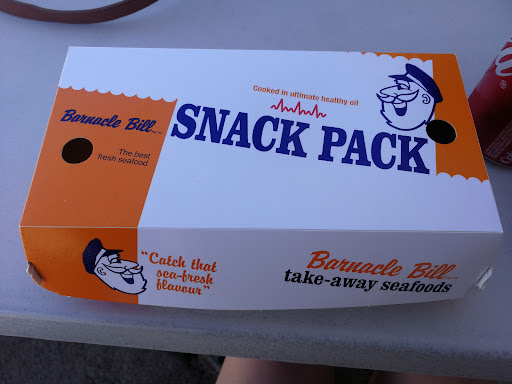 Cooked in ultimate healthy oil
Barnacle Bill
SNACK PACK
The best
fresh seafood
"Catch that
sea-fresh
flavour"
Barnacle Bill
take-away seafoods